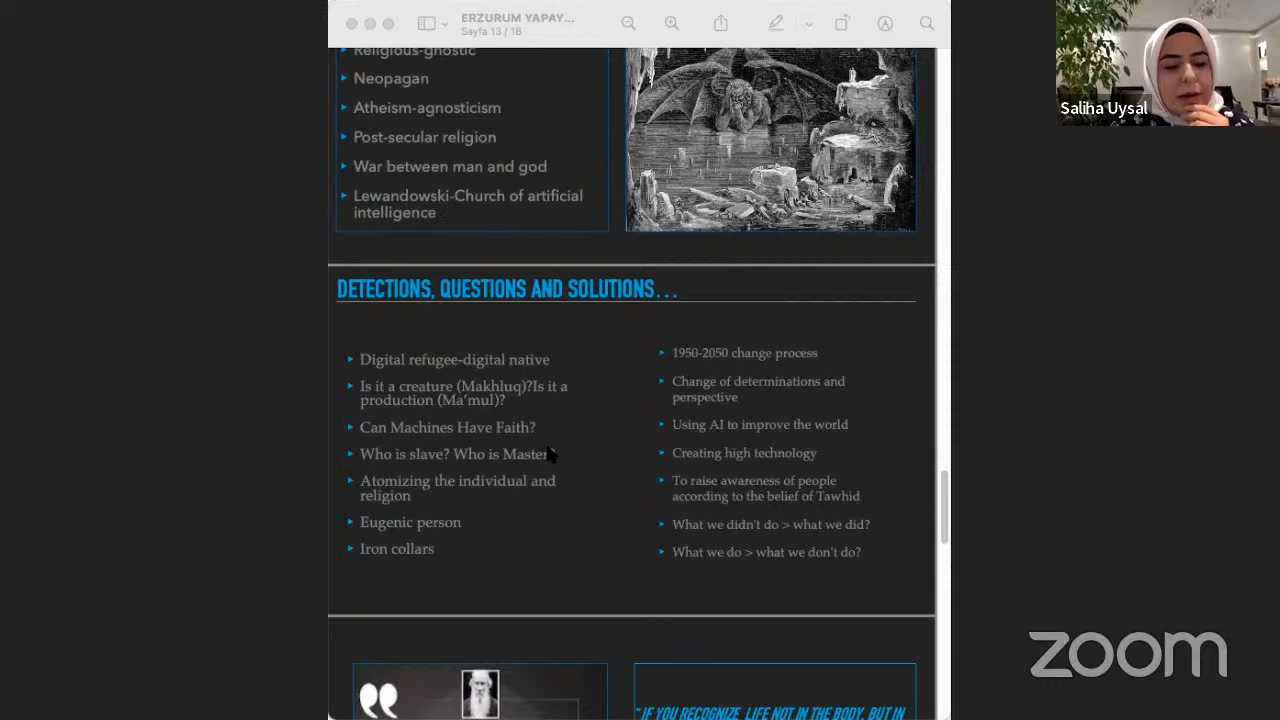 ERZURUM YAPAY...
Sayfa 13 / 18
Religious-gnostic
Neopagan
Atheism-agnosticism
Post-secular religion
War between man and god
Lewandowski-Church of artificial
intelligence
DETECTIONS, QUESTIONS AND SOLUTIONS...
Digital refugee-digital native
Is it a creature (Makhluq)?Is it a
production (Ma'mul)?
Can Machines Have Faith?
Who is slave? Who is Master
Atomizing the individual and
religion
Eugenic person
Iron collars
1950-2050 change process
Change of determinations and
perspective
Using AI to improve the world
Creating high technology
To raise awareness of people
according to the belief of Tawhid
What we didn't do > what we did?
What we do > what we don't do?
"IF YOU RECOGNIZE LIFE NOT IN THE BODY, BUT IN
Saliha Uysal
zoom